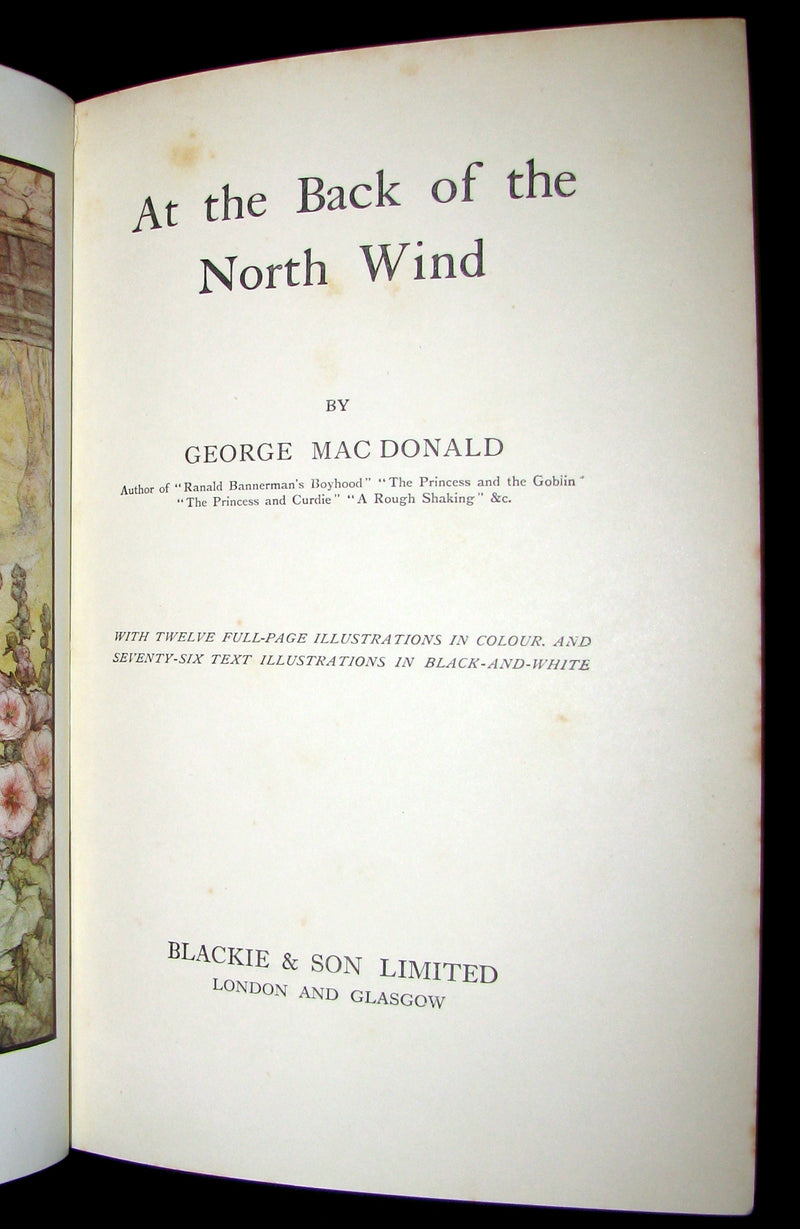 At the Back of the
North Wind
BY
GEORGE MAC DONALD
Author of "Ranald Bannerman's Boyhood" "The Princess and the Goblin"
"The Princess and Curdie" "A Rough Shaking" &c.
WITH TWELVE FULL-PAGE ILLUSTRATIONS IN COLOUR. AND
SEVENTY-SIX TEXT ILLUSTRATIONS IN BLACK-AND-WHITE
BLACKIE & SON LIMITED
LONDON AND GLASGOW